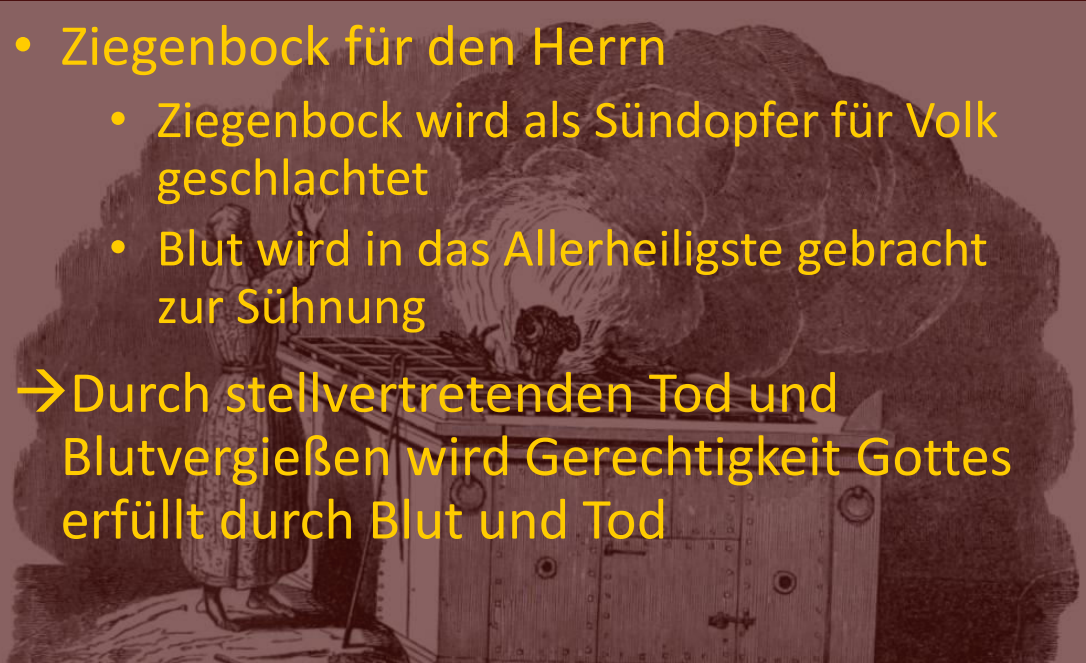 • Ziegenbock für den Herrn
• Ziegenbock wird als Sündopfer für Volk
geschlachtet
• Blut wird in das Allerheiligste gebracht
zur Sühnung
→Durch stellvertretenden Tod und
Blutvergießen wird Gerechtigkeit Gottes
erfüllt durch Blut und Tod